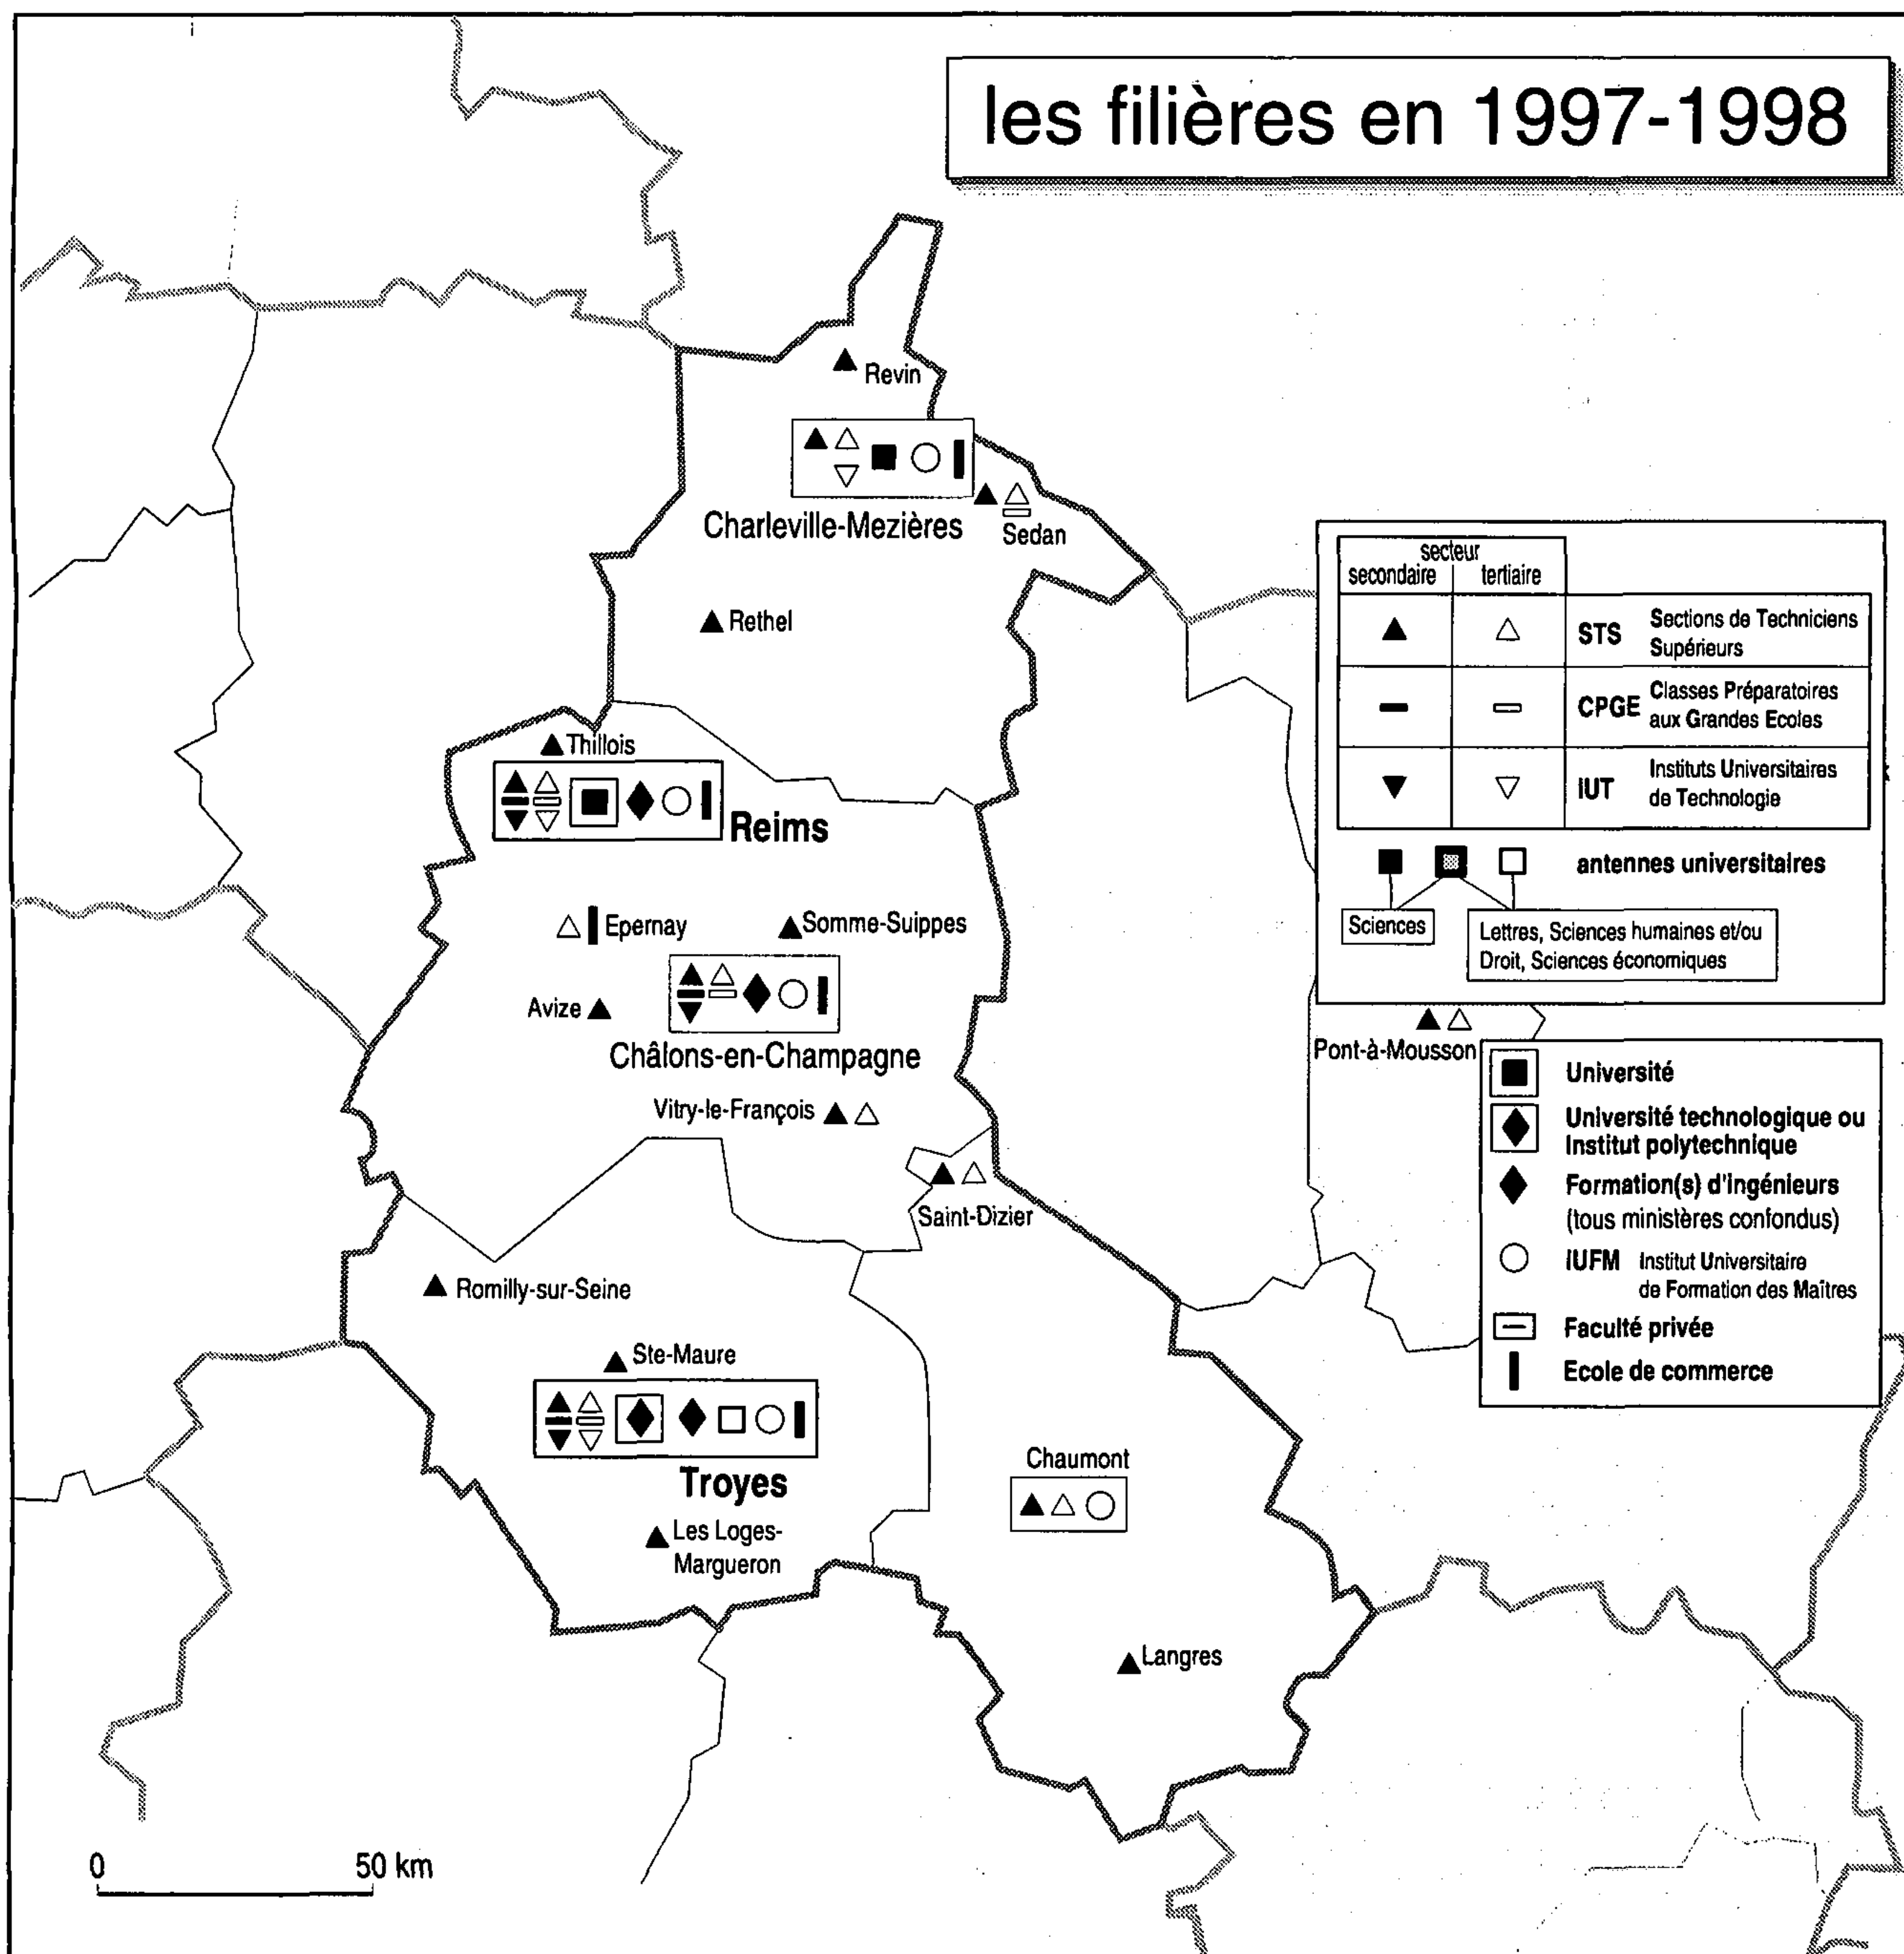 les filières en 1997-1998
Revin
Charleville-Mezières
Sedan
Rethel
Thillois
Reims
Epernay
Somme-Suippes
Avize
Châlons-en-Champagne
Vitry-le-François
Saint-Dizier
Romilly-sur-Seine
Ste-Maure
Troyes
Les Loges-
Margueron
Chaumont
Langres
Pont-à-Mousson
0 50 km
secteur
secondaire tertiaire
STS Sections de Techniciens
Supérieurs
CPGE Classes Préparatoires
aux Grandes Ecoles
IUT Instituts Universitaires
de Technologie
antennes universitaires
Sciences
Lettres, Sciences humaines et/ou
Droit, Sciences économiques
Université
Université technologique ou
Institut polytechnique
Formation(s) d'ingénieurs
(tous ministères confondus)
IUFM Institut Universitaire
de Formation des Maîtres
Faculté privée
Ecole de commerce